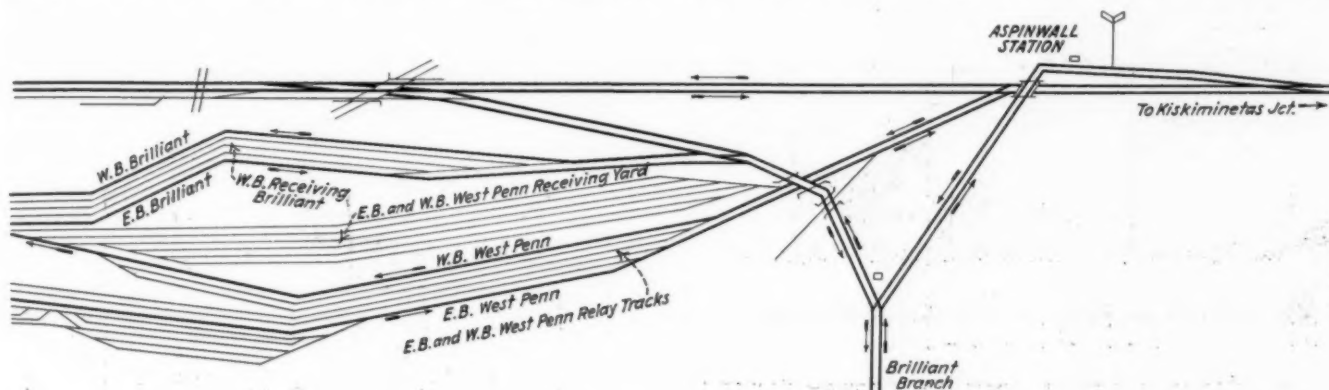 ASPINWALL
STATION
To Kiskiminetas Jct.
W.B. Brilliant
E.B. Brilliant
W.B. Receiving
Brilliant
E.B. and W.B. West Penn Receiving Yard
W.B. West Penn
E.B. West Penn
E.B. and W.B. West Penn Relay Tracks
Brilliant
Branch